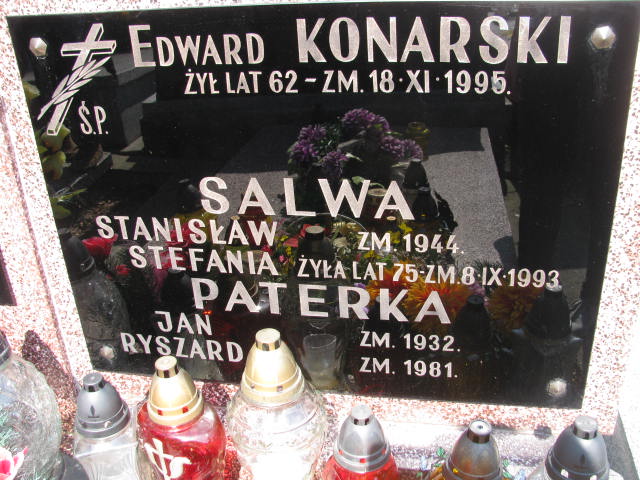 EDWARD KONARSKI
ŻYŁ LAT 62 - ZM. 18·XI·1995.
Ś.P.
SALWA
STANISŁAW ZM. 1944.
STEFANIA ŻYŁA LAT 75-ZM. 8·IX·1993
PATERKA
JAN ZM. 1932.
RYSZARD ZM. 1981.